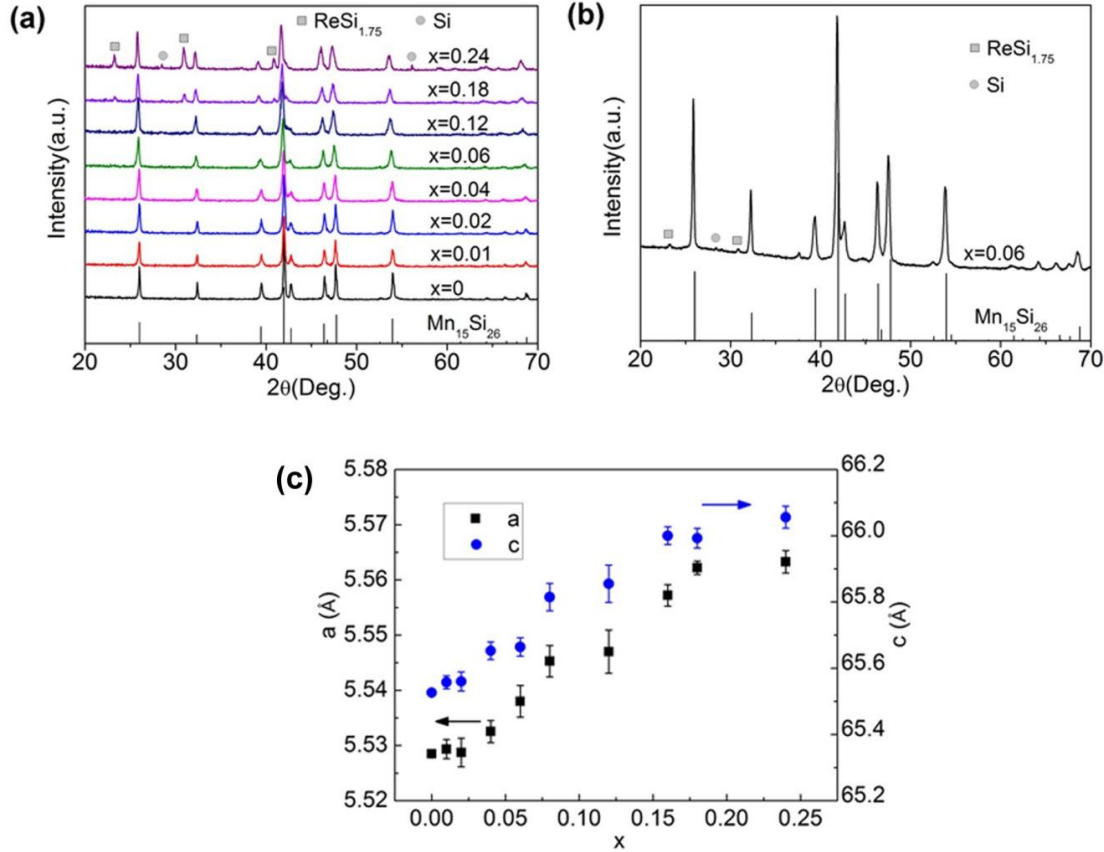 (a)
ReSi1.75
Si
x=0.24
x=0.18
x=0.12
x=0.06
x=0.04
x=0.02
x=0.01
x=0
Mn15Si26
Intensity(a.u.)
20 30 40 50 60 70
2θ(Deg.)
(b)
ReSi1.75
Si
x=0.06
Mn15Si26
Intensity(a.u.)
20 30 40 50 60 70
2θ(Deg.)
(c)
5.58
5.57
5.56
5.55
5.54
5.53
5.52
a (Å)
a
c
66.2
66.0
65.8
65.6
65.4
65.2
c (Å)
0.00 0.05 0.10 0.15 0.20 0.25
x